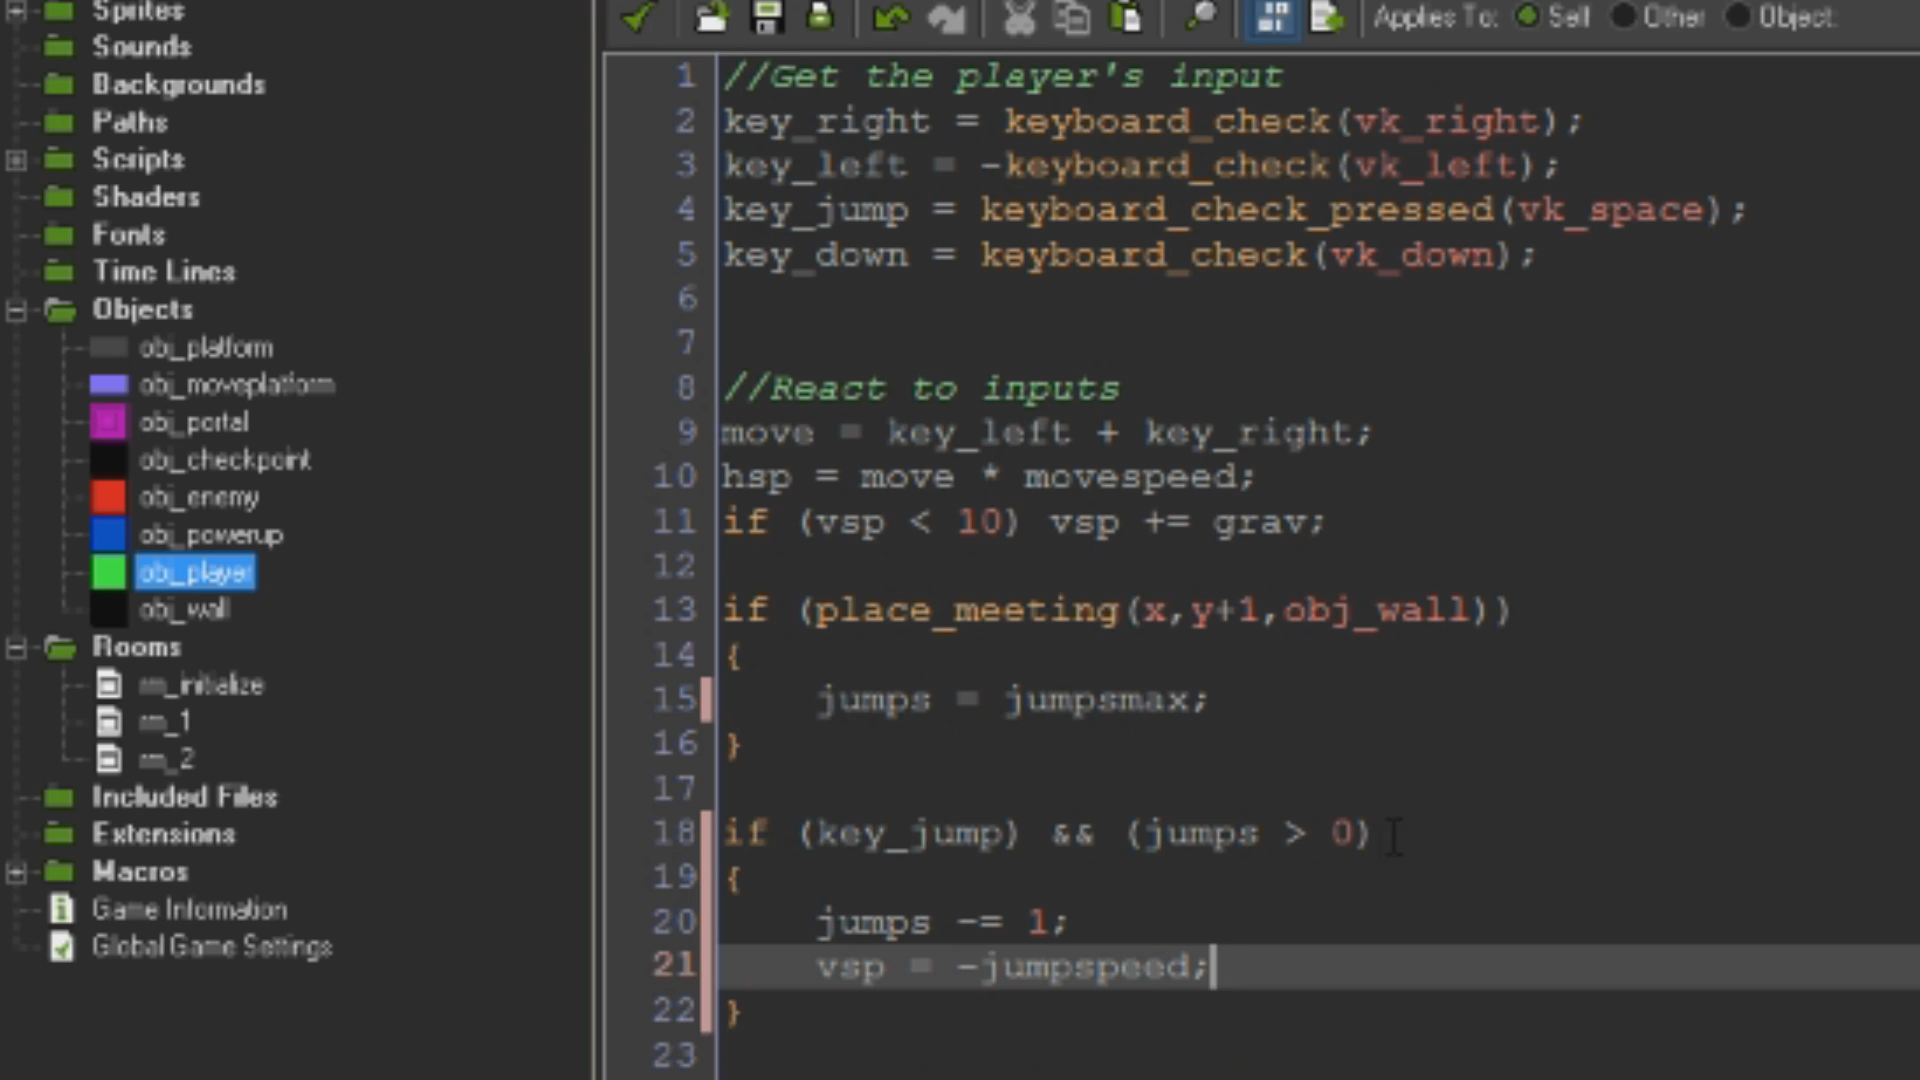 Sprites
Sounds
Backgrounds
Paths
Scripts
Shaders
Fonts
Time Lines
Objects
obj_platform
obj_moveplatform
obj_portal
obj_checkpoint
obj_enemy
obj_powerup
obj_player
obj_wall
Rooms
rm_initialize
rm_1
rm_2
Included Files
Extensions
Macros
Game Information
Global Game Settings
Applies To: Self Other Object:
1 //Get the player's input
2 key_right = keyboard_check(vk_right);
3 key_left = -keyboard_check(vk_left);
4 key_jump = keyboard_check_pressed(vk_space);
5 key_down = keyboard_check(vk_down);
6
7
8 //React to inputs
9 move = key_left + key_right;
10 hsp = move * movespeed;
11 if (vsp < 10) vsp += grav;
12
13 if (place_meeting(x,y+1,obj_wall))
14 {
15 jumps = jumpsmax;
16 }
17
18 if (key_jump) && (jumps > 0)
19 {
20 jumps -= 1;
21 vsp = -jumpspeed;
22 }
23